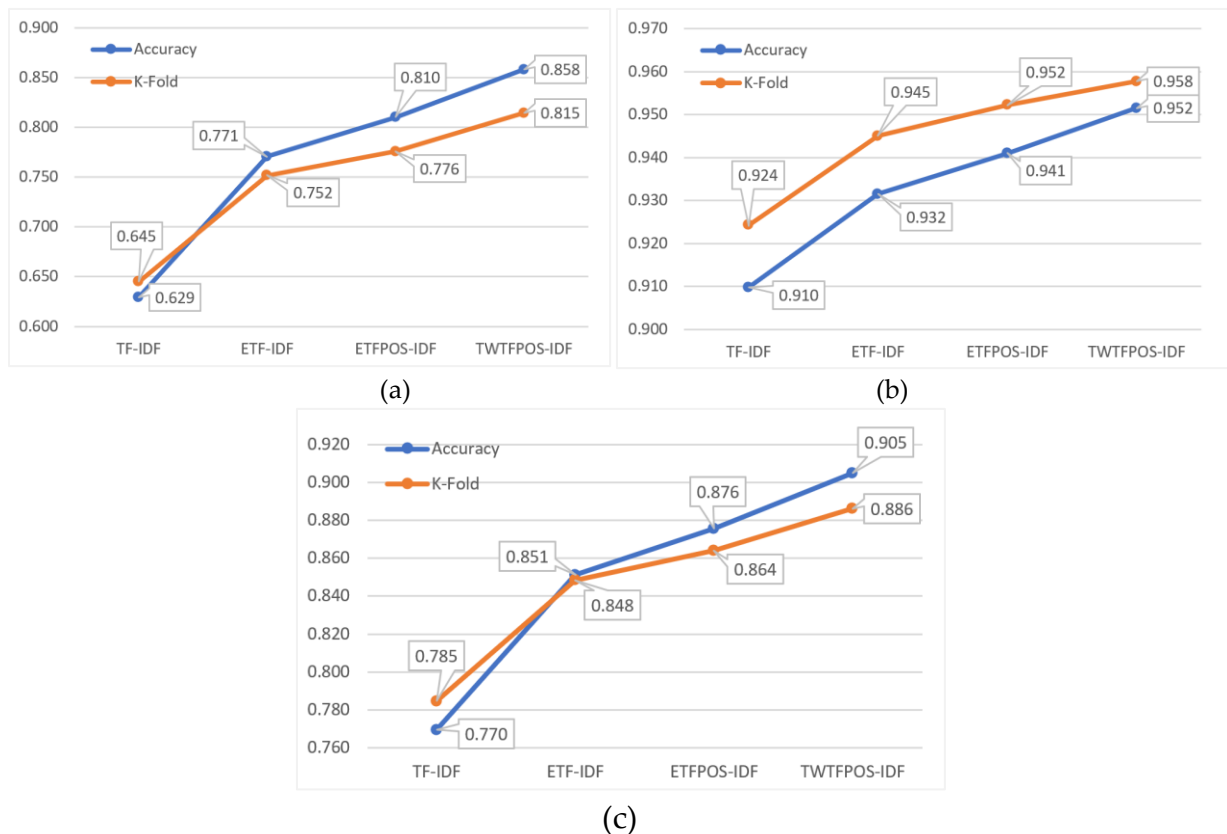 0.900
0.850
0.800
0.750
0.700
0.650
0.600
Accuracy
K-Fold
0.645
0.629
0.771
0.752
0.810
0.776
0.858
0.815
TF-IDF
ETF-IDF
ETFPOS-IDF
TWTFPOS-IDF
(a)
0.970
0.960
0.950
0.940
0.930
0.920
0.910
0.900
Accuracy
K-Fold
0.924
0.910
0.945
0.932
0.952
0.941
0.958
0.952
TF-IDF
ETF-IDF
ETFPOS-IDF
TWTFPOS-IDF
(b)
0.920
0.900
0.880
0.860
0.840
0.820
0.800
0.780
0.760
Accuracy
K-Fold
0.785
0.770
0.851
0.848
0.876
0.864
0.905
0.886
TF-IDF
ETF-IDF
ETFPOS-IDF
TWTFPOS-IDF
(c)